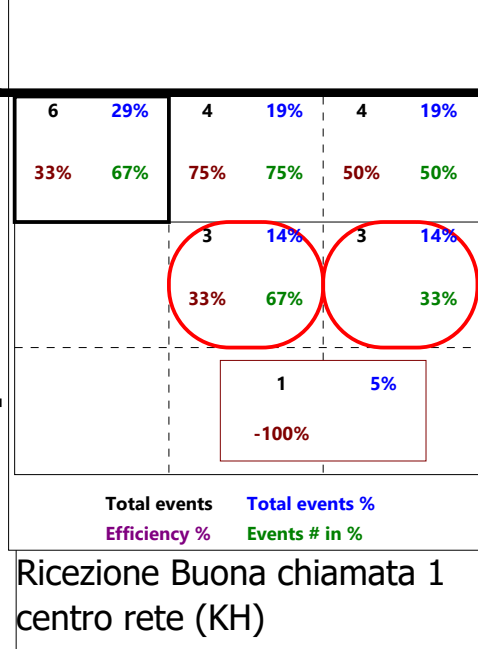 6 29% 4 19% 4 19%
33% 67% 75% 75% 50% 50%
3 14% 3 14%
33% 67% 33%
1 5%
-100%
Total events Total events %
Efficiency % Events # in %
Ricezione Buona chiamata 1
centro rete (KH)